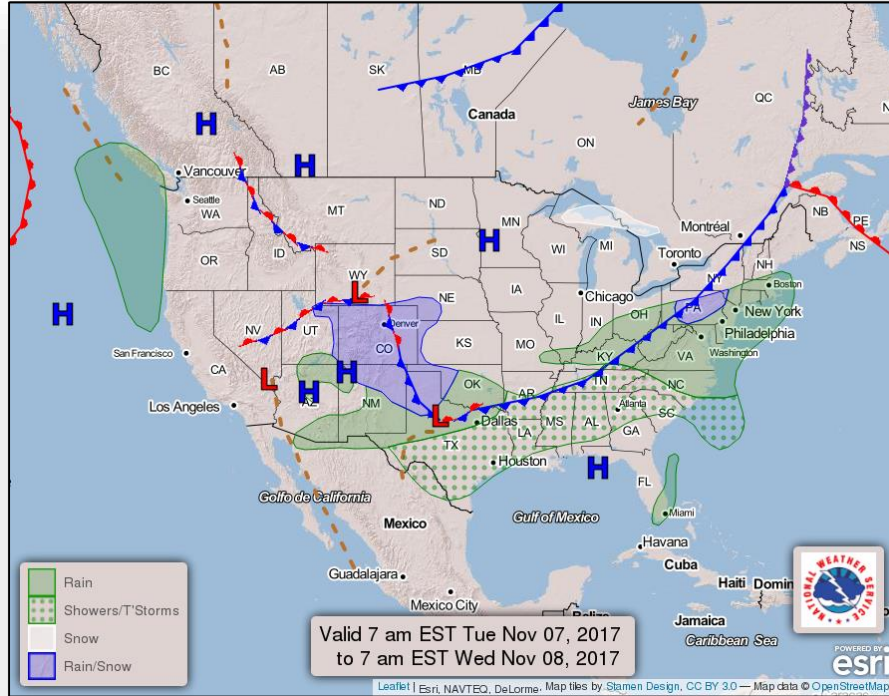 BC
AB
SK
MB
James Bay
QC
Canada
ON
H
H
Vancouver
Seattle
WA
MT
ND
MN
H
Montréal
NB
PE
NS
OR
ID
SD
WI
MI
Toronto
NH
WY
L
NY
Boston
H
NE
IA
Chicago
New York
NV
UT
Denver
IL
IN
OH
PA
Philadelphia
San Francisco
CO
KS
MO
KY
VA
Washington
CA
L
H
H
OK
AR
TN
NC
Los Angeles
AZ
NM
L
Dallas
MS
AL
Atlanta
SC
GA
TX
LA
Houston
H
FL
Golfo de California
Mexico
Gulf of Mexico
Miami
Havana
Cuba
Guadalajara
Mexico City
Haiti
Domin
Jamaica
Belize
Caribbean Sea
Rain
Showers/T'Storms
Snow
Rain/Snow
Valid 7 am EST Tue Nov 07, 2017
to 7 am EST Wed Nov 08, 2017
NATIONAL WEATHER SERVICE
POWERED BY
esri
Leaflet | Esri, NAVTEQ, DeLorme. Map tiles by Stamen Design, CC BY 3.0 — Map data © OpenStreetMap